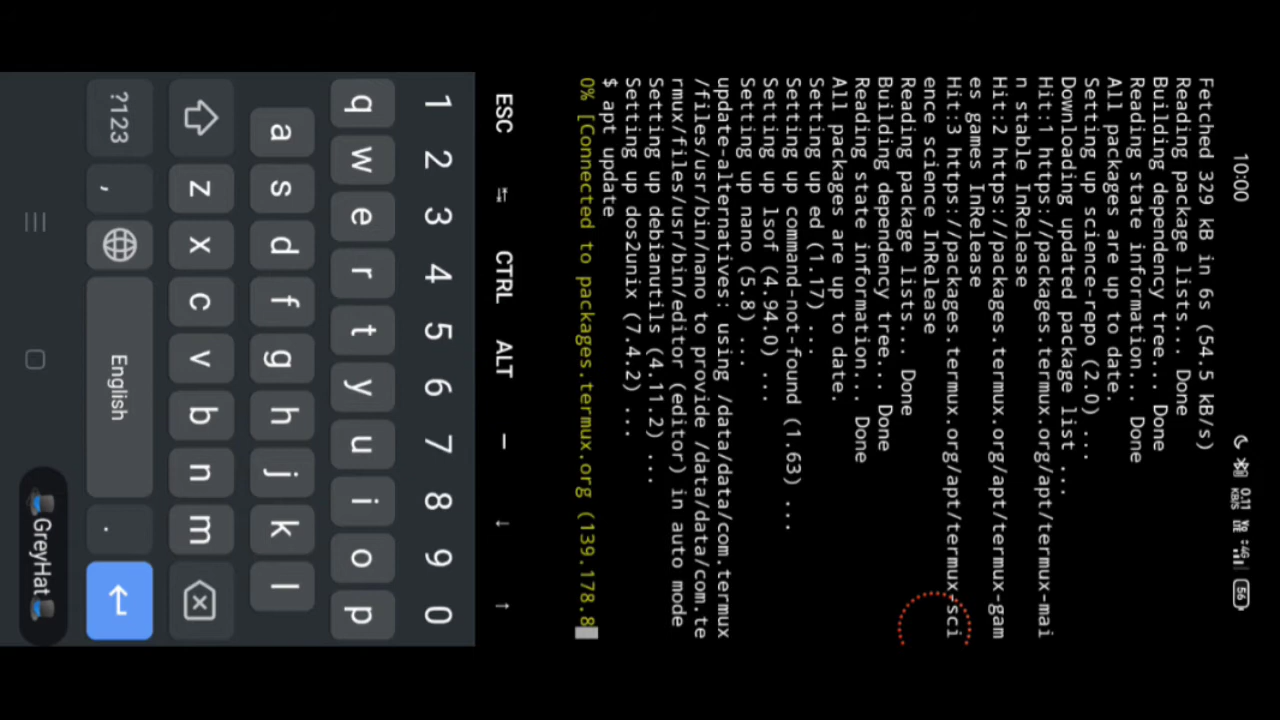 10:00
0.11 KB/S Vo LTE 4G 56
Fetched 329 kB in 6s (54.5 kB/s)
Reading package lists... Done
Building dependency tree... Done
Reading state information... Done
All packages are up to date.
Setting up science-repo (2.0) ...
Downloading updated package list ...
Hit:1 https://packages.termux.org/apt/termux-mai
n stable InRelease
Hit:2 https://packages.termux.org/apt/termux-gam
es games InRelease
Hit:3 https://packages.termux.org/apt/termux-sci
ence science InRelease
Reading package lists... Done
Building dependency tree... Done
Reading state information... Done
All packages are up to date.
Setting up ed (1.17) ...
Setting up command-not-found (1.63) ...
Setting up lsof (4.94.0) ...
Setting up nano (5.8) ...
update-alternatives: using /data/data/com.termux
/files/usr/bin/nano to provide /data/data/com.te
rmux/files/usr/bin/editor (editor) in auto mode
Setting up debianutils (4.11.2) ...
Setting up dos2unix (7.4.2) ...
$ apt update
0% [Connected to packages.termux.org (139.178.8
ESC ↹ CTRL ALT — ↓ ↑
1 2 3 4 5 6 7 8 9 0
q w e r t y u i o p
a s d f g h j k l
z x c v b n m
?123 , English .
GreyHat